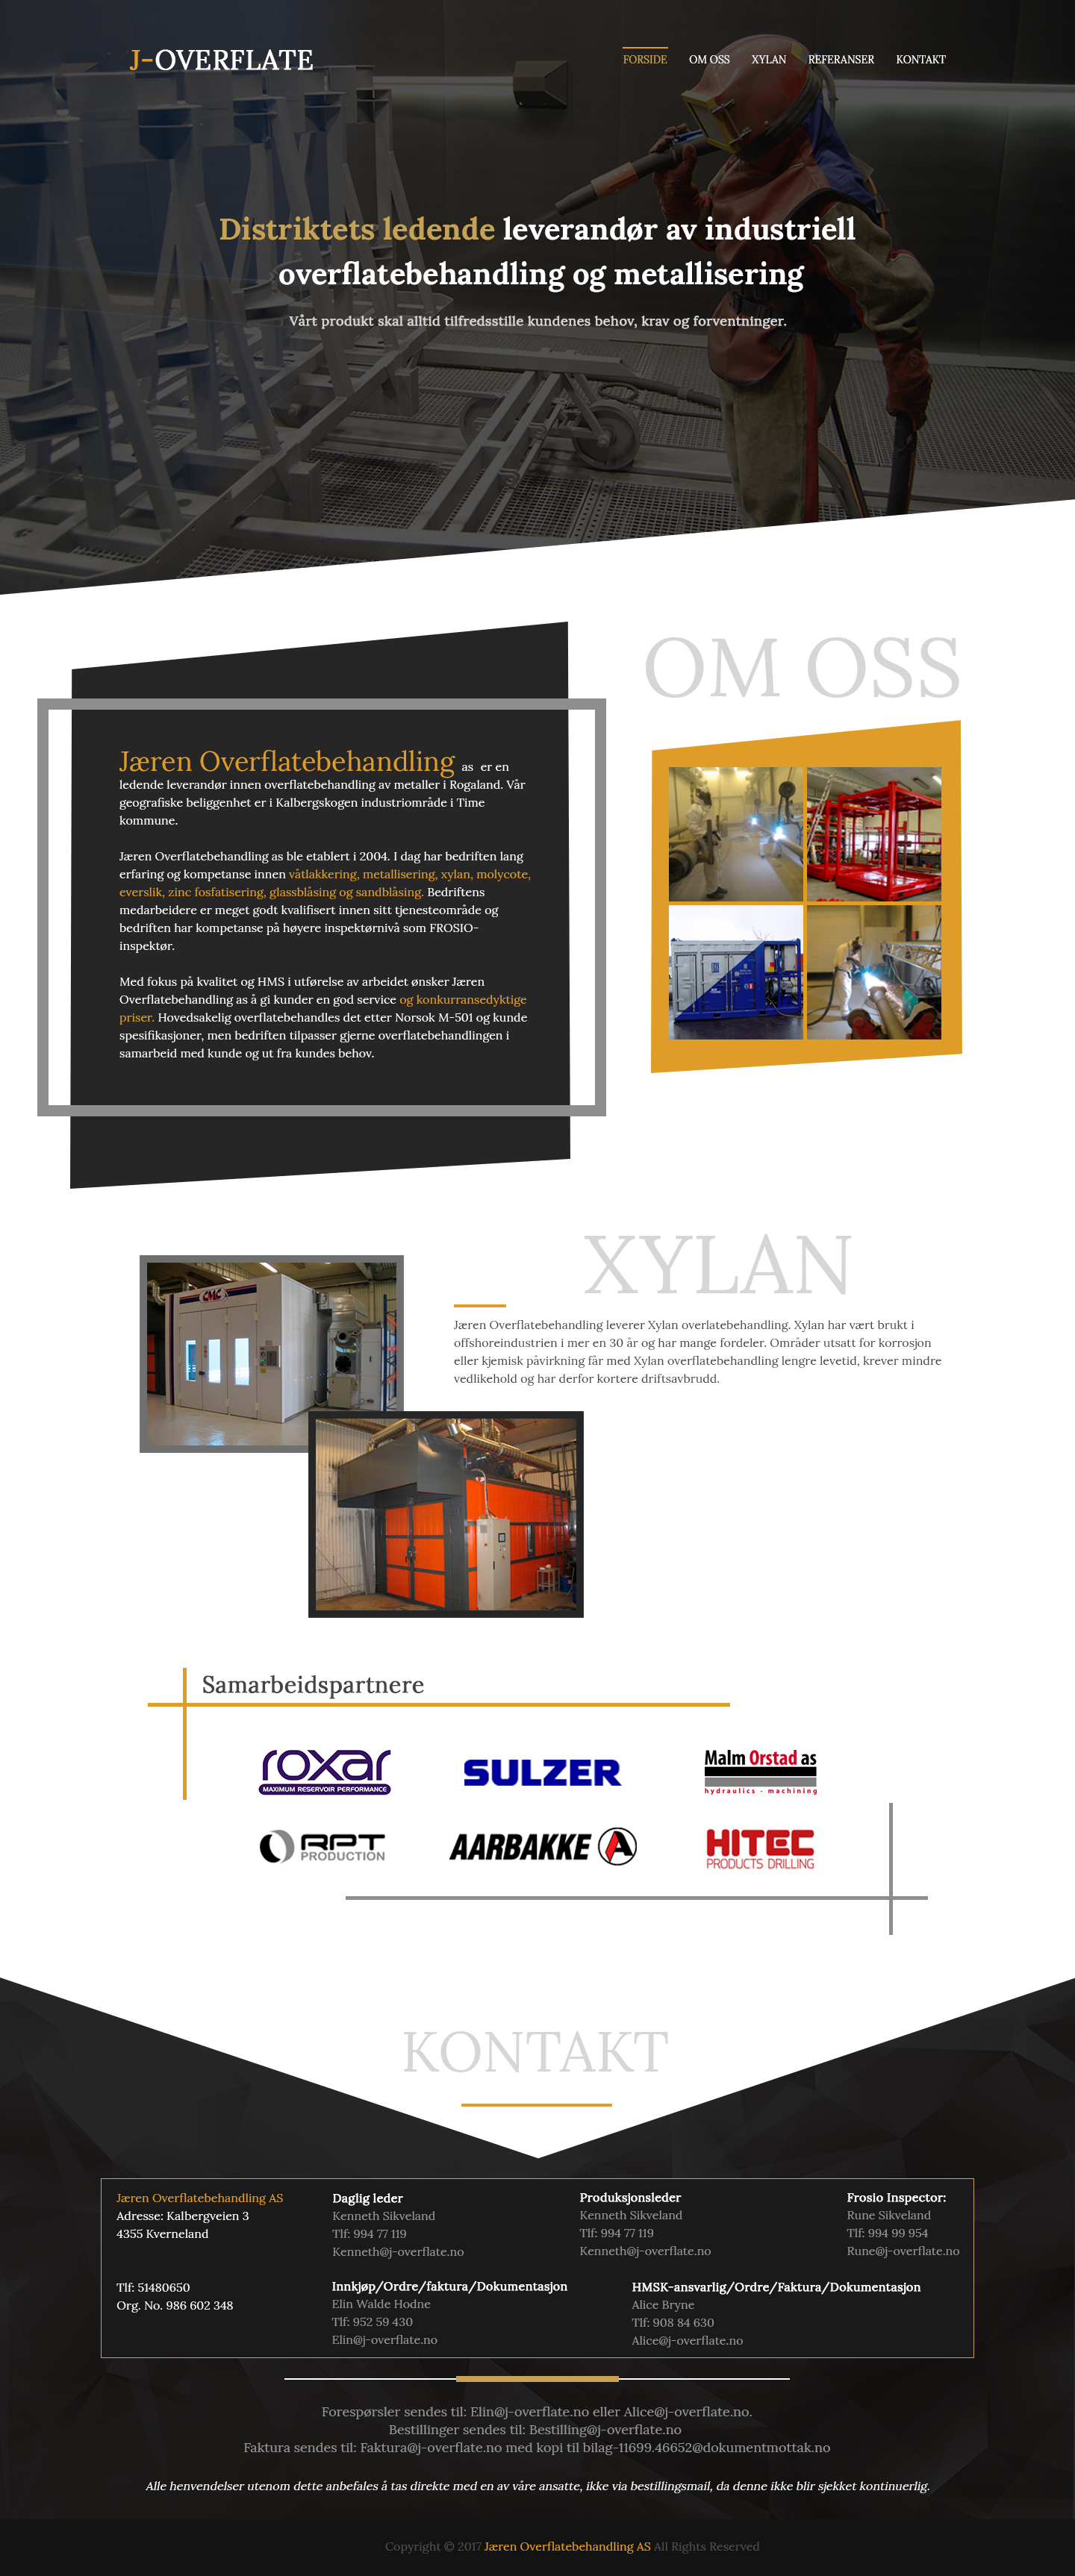 J-OVERFLATE
FORSIDE OM OSS XYLAN REFERANSER KONTAKT
Distriktets ledende leverandør av industriell
overflatebehandling og metallisering
Vårt produkt skal alltid tilfredsstille kundenes behov, krav og forventninger.
OM OSS
Jæren Overflatebehandling as er en
ledende leverandør innen overflatebehandling av metaller i Rogaland. Vår
geografiske beliggenhet er i Kalbergskogen industriområde i Time
kommune.
Jæren Overflatebehandling as ble etablert i 2004. I dag har bedriften lang
erfaring og kompetanse innen våtlakkering, metallisering, xylan, molycote,
everslik, zinc fosfatisering, glassblåsing og sandblåsing. Bedriftens
medarbeidere er meget godt kvalifisert innen sitt tjenesteområde og
bedriften har kompetanse på høyere inspektørnivå som FROSIO-
inspektør.
Med fokus på kvalitet og HMS i utførelse av arbeidet ønsker Jæren
Overflatebehandling as å gi kunder en god service og konkurransedyktige
priser. Hovedsakelig overflatebehandles det etter Norsok M-501 og kunde
spesifikasjoner, men bedriften tilpasser gjerne overflatebehandlingen i
samarbeid med kunde og ut fra kundes behov.
XYLAN
CMC
Jæren Overflatebehandling leverer Xylan overlatebehandling. Xylan har vært brukt i
offshoreindustrien i mer en 30 år og har mange fordeler. Områder utsatt for korrosjon
eller kjemisk påvirkning får med Xylan overflatebehandling lengre levetid, krever mindre
vedlikehold og har derfor kortere driftsavbrudd.
Samarbeidspartnere
roxar
MAXIMUM RESERVOIR PERFORMANCE
SULZER
Malm Orstad as
hydraulics - machining
RPT
PRODUCTION
AARBAKKE A
HITEC
PRODUCTS DRILLING
KONTAKT
Jæren Overflatebehandling AS
Adresse: Kalbergveien 3
4355 Kverneland
Tlf: 51480650
Org. No. 986 602 348
Daglig leder
Kenneth Sikveland
Tlf: 994 77 119
Kenneth@j-overflate.no
Produksjonsleder
Kenneth Sikveland
Tlf: 994 77 119
Kenneth@j-overflate.no
Frosio Inspector:
Rune Sikveland
Tlf: 994 99 954
Rune@j-overflate.no
Innkjøp/Ordre/faktura/Dokumentasjon
Elin Walde Hodne
Tlf: 952 59 430
Elin@j-overflate.no
HMSK-ansvarlig/Ordre/Faktura/Dokumentasjon
Alice Bryne
Tlf: 908 84 630
Alice@j-overflate.no
Forespørsler sendes til: Elin@j-overflate.no eller Alice@j-overflate.no.
Bestillinger sendes til: Bestilling@j-overflate.no
Faktura sendes til: Faktura@j-overflate.no med kopi til bilag-11699.46652@dokumentmottak.no
Alle henvendelser utenom dette anbefales å tas direkte med en av våre ansatte, ikke via bestillingsmail, da denne ikke blir sjekket kontinuerlig.
Copyright © 2017 Jæren Overflatebehandling AS All Rights Reserved